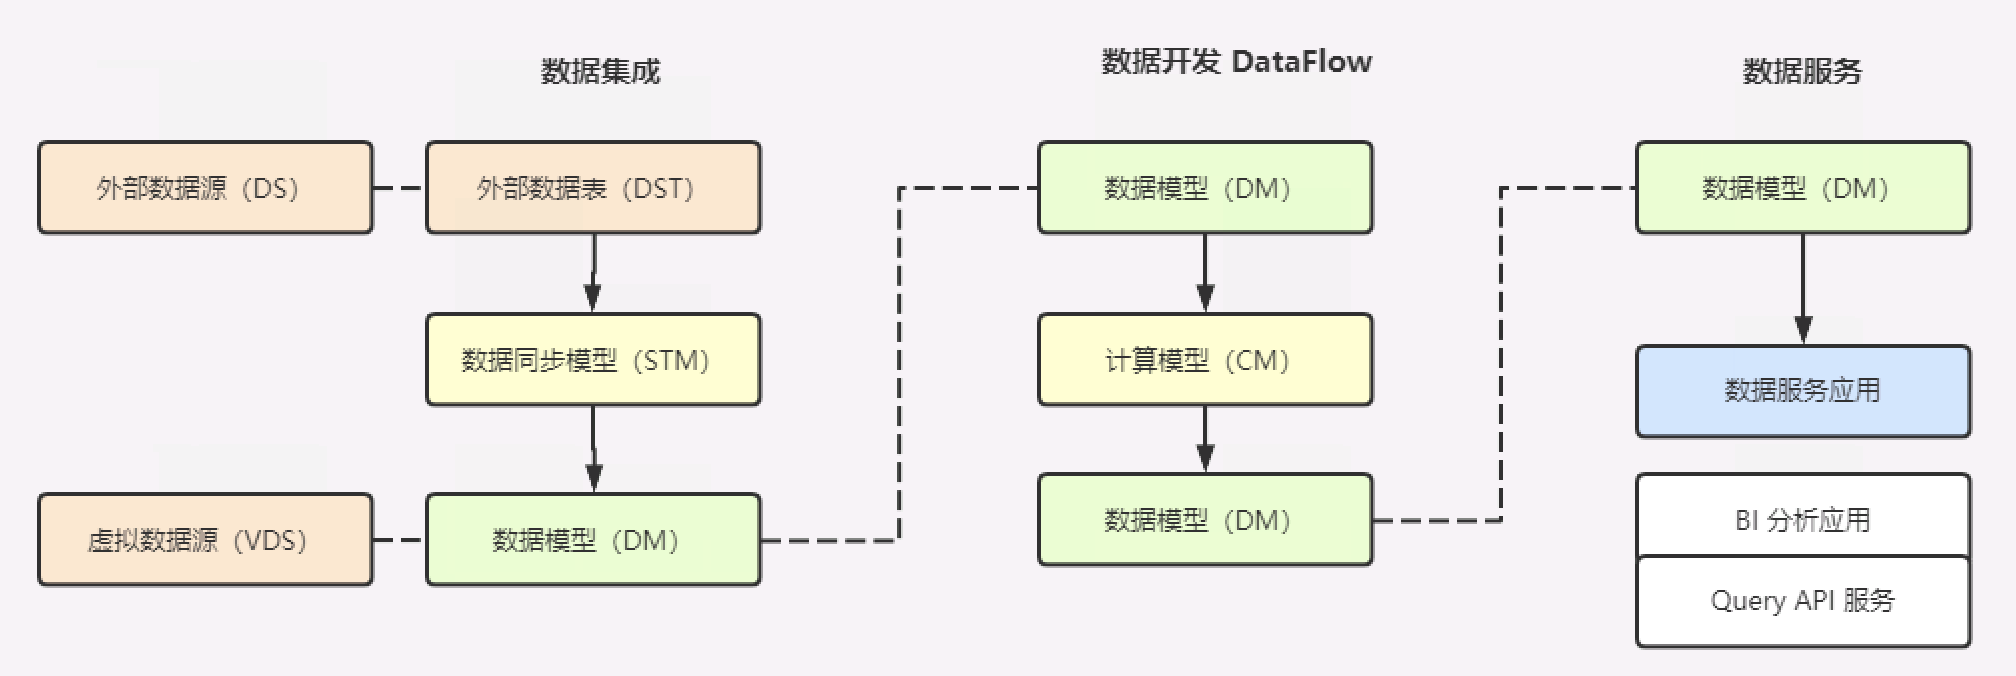 数据集成
数据开发 DataFlow
数据服务
外部数据源（DS）
外部数据表（DST）
数据模型（DM）
数据模型（DM）
数据同步模型（STM）
计算模型（CM）
数据服务应用
虚拟数据源（VDS）
数据模型（DM）
数据模型（DM）
BI 分析应用
Query API 服务